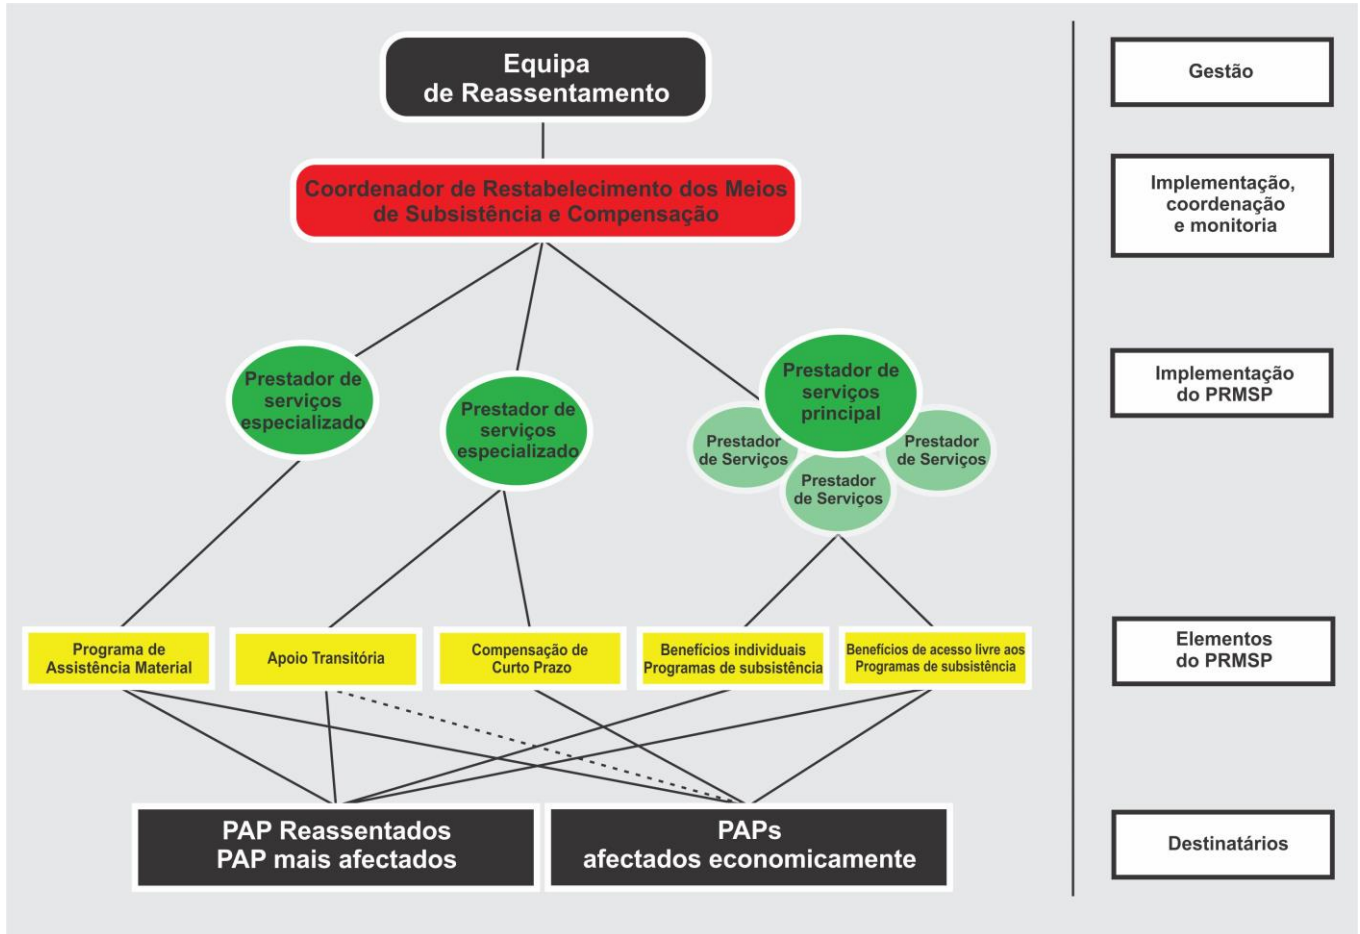 Equipa
de Reassentamento
Gestão
Coordenador de Restabelecimento dos Meios
de Subsistência e Compensação
Implementação,
coordenação
e monitoria
Prestador de
serviços
especializado
Prestador de
serviços
especializado
Prestador de
serviços
principal
Prestador
de Serviços
Prestador
de Serviços
Prestador
de Serviços
Implementação
do PRMSP
Programa de
Assistência Material
Apoio Transitória
Compensação de
Curto Prazo
Benefícios individuais
Programas de subsistência
Benefícios de acesso livre aos
Programas de subsistência
Elementos
do PRMSP
PAP Reassentados
PAP mais afectados
PAPs
afectados economicamente
Destinatários